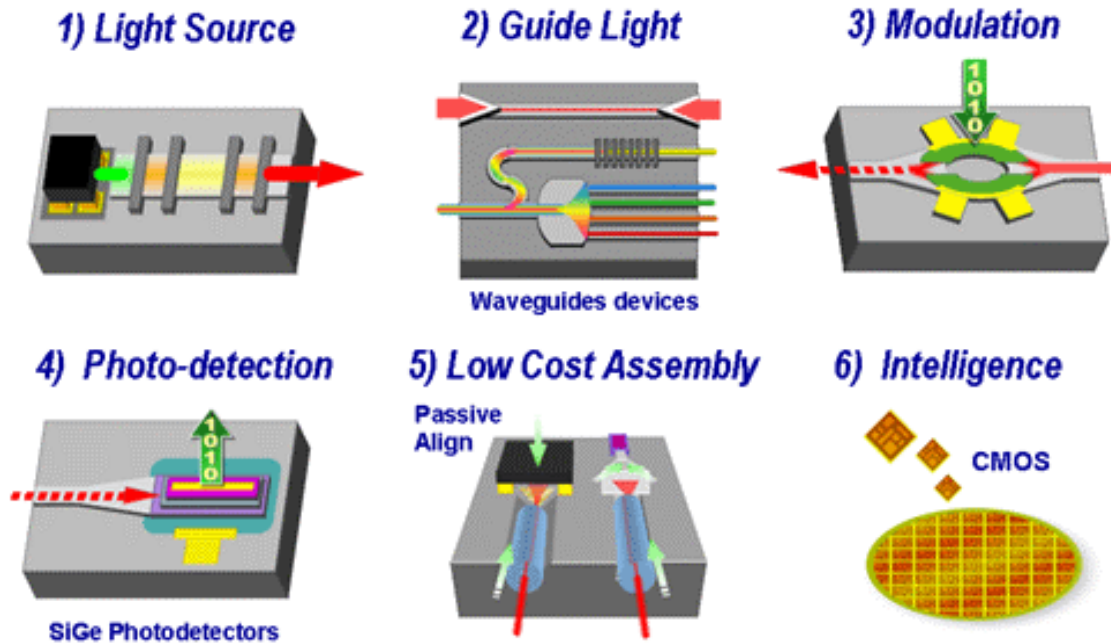 1) Light Source
2) Guide Light
3) Modulation
1010
Waveguides devices
4) Photo-detection
5) Low Cost Assembly
6) Intelligence
1010
Passive
Align
CMOS
SiGe Photodetectors